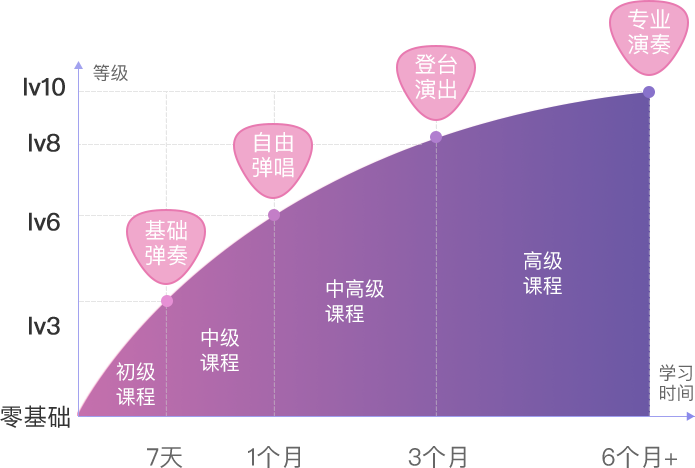 专业
演奏
登台
演出
等级
lv10
自由
弹唱
lv8
基础
弹奏
lv6
高级
课程
中高级
课程
lv3
中级
课程
初级
课程
学习
时间
零基础
7天
1个月
3个月
6个月+